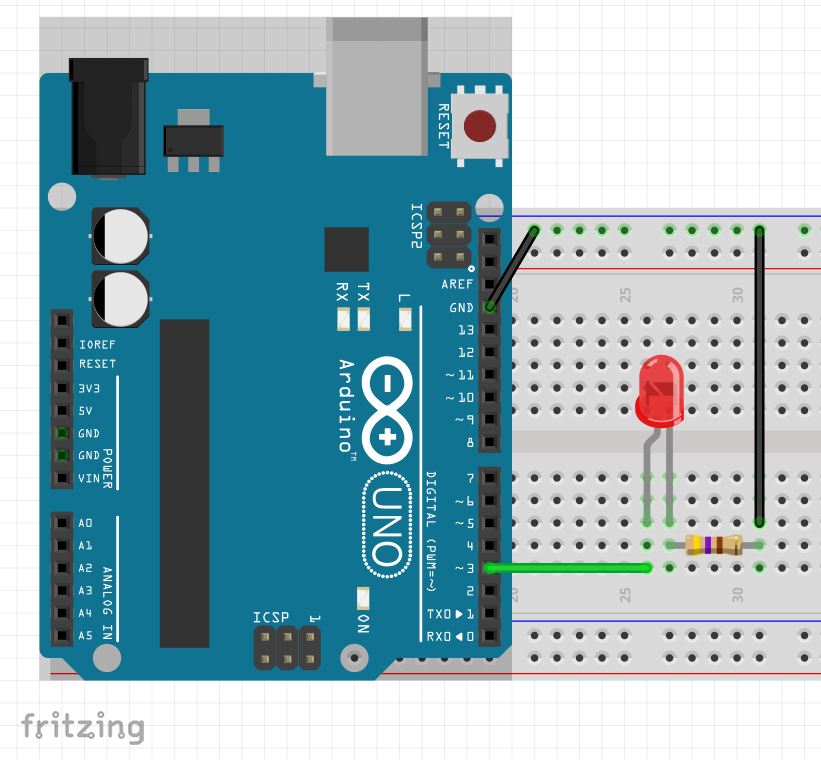 RESET
ICSP2
AREF
GND
RX
TX
L
13
12
~11
~10
~9
8
IOREF
RESET
3V3
5V
GND
GND
VIN
POWER
Arduino™
UNO
DIGITAL (PWM=~)
7
~6
~5
4
~3
2
TXO▶1
RXO◀0
A0
A1
A2
A3
A4
A5
ANALOG IN
ICSP
1
ON
20
25
30
20
25
30
fritzing